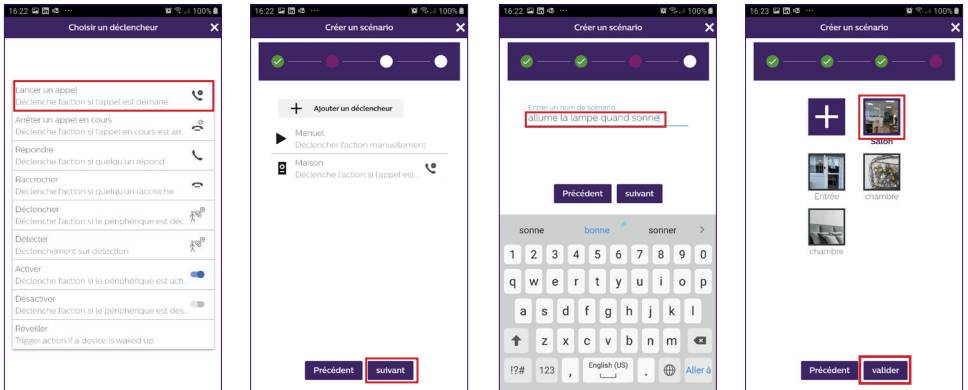 16:22 100%
Choisir un déclencheur
Lancer un appel
Déclenche l'action si l'appel est démarré
Arrêter un appel en cours
Déclenche l'action si l'appel en cours est arr...
Répondre
Déclenche l'action si quelqu'un répond
Raccrocher
Déclenche l'action si quelqu'un raccroche
Déclencher
Déclenche l'action si le périphérique est déc...
Détecter
Déclenchement sur détection
Activer
Déclenche l'action si le périphérique est acti...
Désactiver
Déclenche l'action si le périphérique est dés...
Réveiller
Trigger action if a device is waked up
16:22 100%
Créer un scénario
Ajouter un déclencheur
Manuel
Déclencher l'action manuellement
Maison
Déclenche l'action si l'appel est ...
Précédent suivant
16:22 100%
Créer un scénario
Entrer un nom de scénario
allume la lampe quand sonne
Précédent suivant
sonne bonne sonner
1 2 3 4 5 6 7 8 9 0
q w e r t y u i o p
a s d f g h j k l
z x c v b n m
!?# 123 , English (US) . Aller à
16:23 100%
Créer un scénario
Salon
Entrée chambre
chambre
Précédent valider